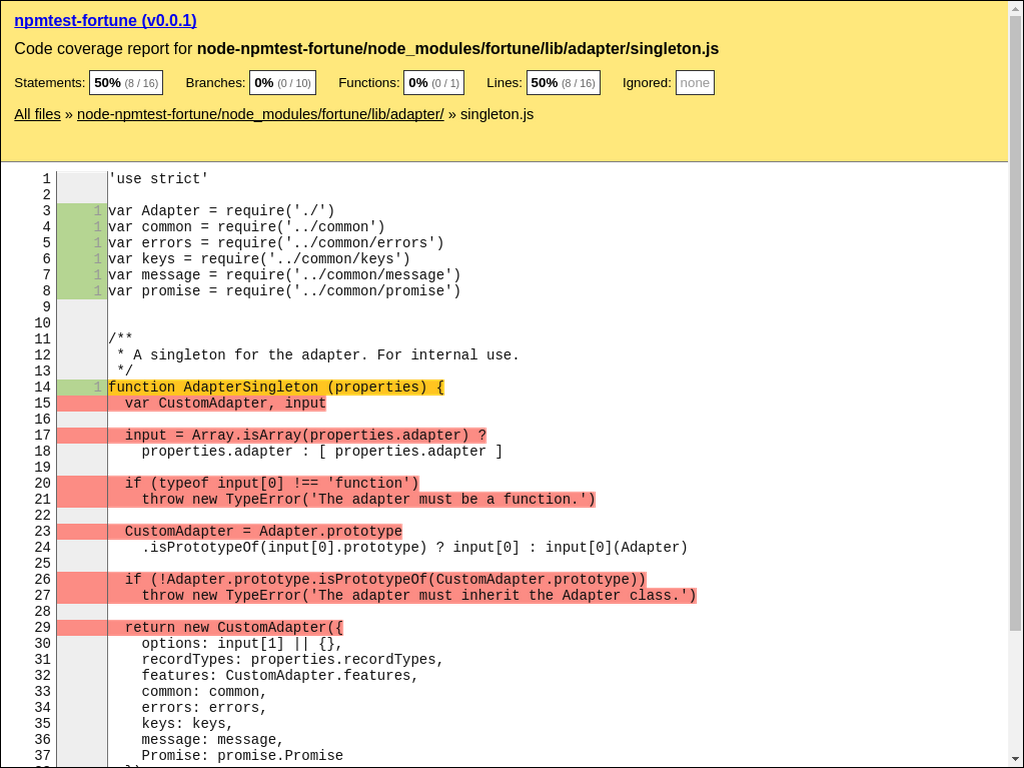 npmtest-fortune (v0.0.1)
Code coverage report for node-npmtest-fortune/node_modules/fortune/lib/adapter/singleton.js
Statements: 50% (8 / 16) Branches: 0% (0 / 10) Functions: 0% (0 / 1) Lines: 50% (8 / 16) Ignored: none
All files » node-npmtest-fortune/node_modules/fortune/lib/adapter/ » singleton.js
1 'use strict'
2
3 1 var Adapter = require('./')
4 1 var common = require('../common')
5 1 var errors = require('../common/errors')
6 1 var keys = require('../common/keys')
7 1 var message = require('../common/message')
8 1 var promise = require('../common/promise')
9
10
11 /**
12  * A singleton for the adapter. For internal use.
13  */
14 1 function AdapterSingleton (properties) {
15   var CustomAdapter, input
16
17   input = Array.isArray(properties.adapter) ?
18     properties.adapter : [ properties.adapter ]
19
20   if (typeof input[0] !== 'function')
21     throw new TypeError('The adapter must be a function.')
22
23   CustomAdapter = Adapter.prototype
24     .isPrototypeOf(input[0].prototype) ? input[0] : input[0](Adapter)
25
26   if (!Adapter.prototype.isPrototypeOf(CustomAdapter.prototype))
27     throw new TypeError('The adapter must inherit the Adapter class.')
28
29   return new CustomAdapter({
30     options: input[1] || {},
31     recordTypes: properties.recordTypes,
32     features: CustomAdapter.features,
33     common: common,
34     errors: errors,
35     keys: keys,
36     message: message,
37     Promise: promise.Promise